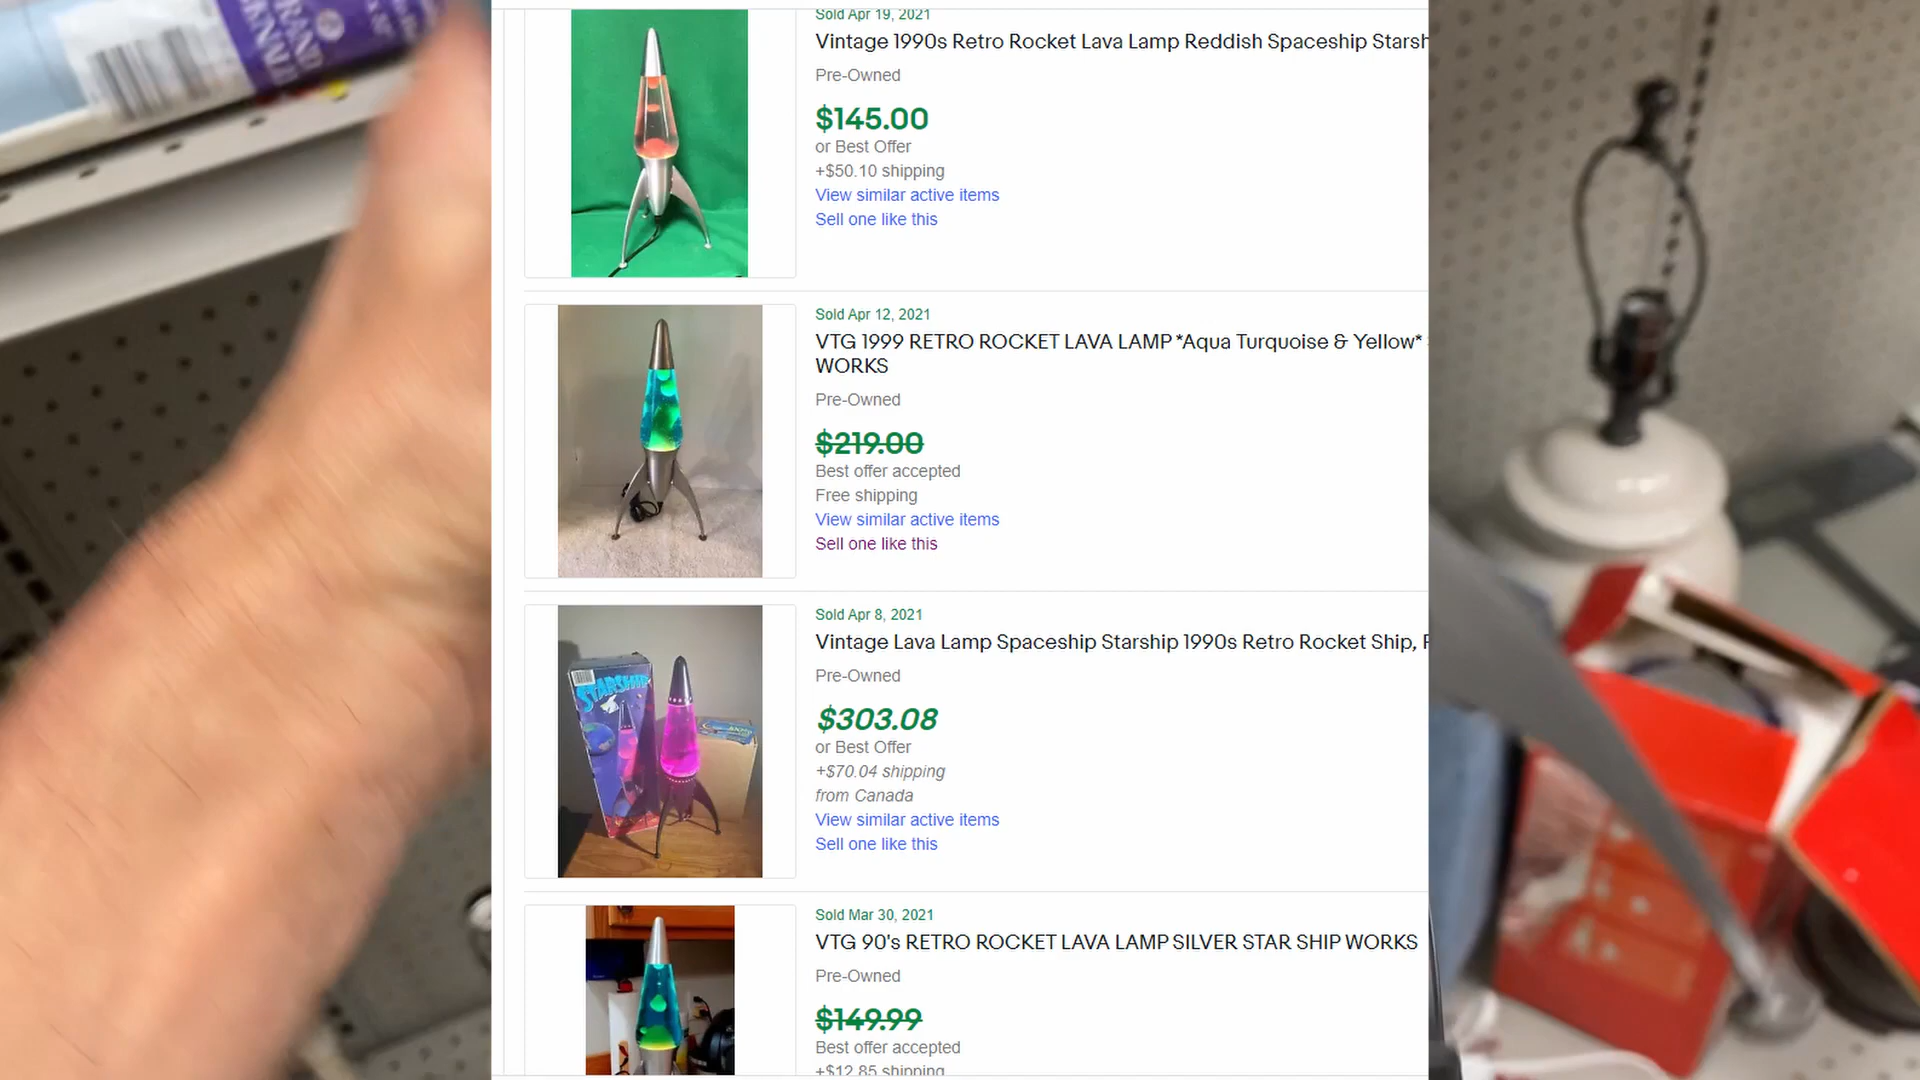 Sold Apr 19, 2021
Vintage 1990s Retro Rocket Lava Lamp Reddish Spaceship
Pre-Owned
$145.00
or Best Offer
+$50.10 shipping
View similar active items
Sell one like this
Sold Apr 12, 2021
VTG 1999 RETRO ROCKET LAVA LAMP *Aqua Turquoise & Yellow*
WORKS
Pre-Owned
$219.00
Best offer accepted
Free shipping
View similar active items
Sell one like this
Sold Apr 8, 2021
Vintage Lava Lamp Spaceship Starship 1990s Retro Rocket Ship,
Pre-Owned
$303.08
or Best Offer
+$70.04 shipping
from Canada
View similar active items
Sell one like this
STARSHIP
Sold Mar 30, 2021
VTG 90's RETRO ROCKET LAVA LAMP SILVER STAR SHIP WORKS
Pre-Owned
$149.99
Best offer accepted
+$12.85 shipping